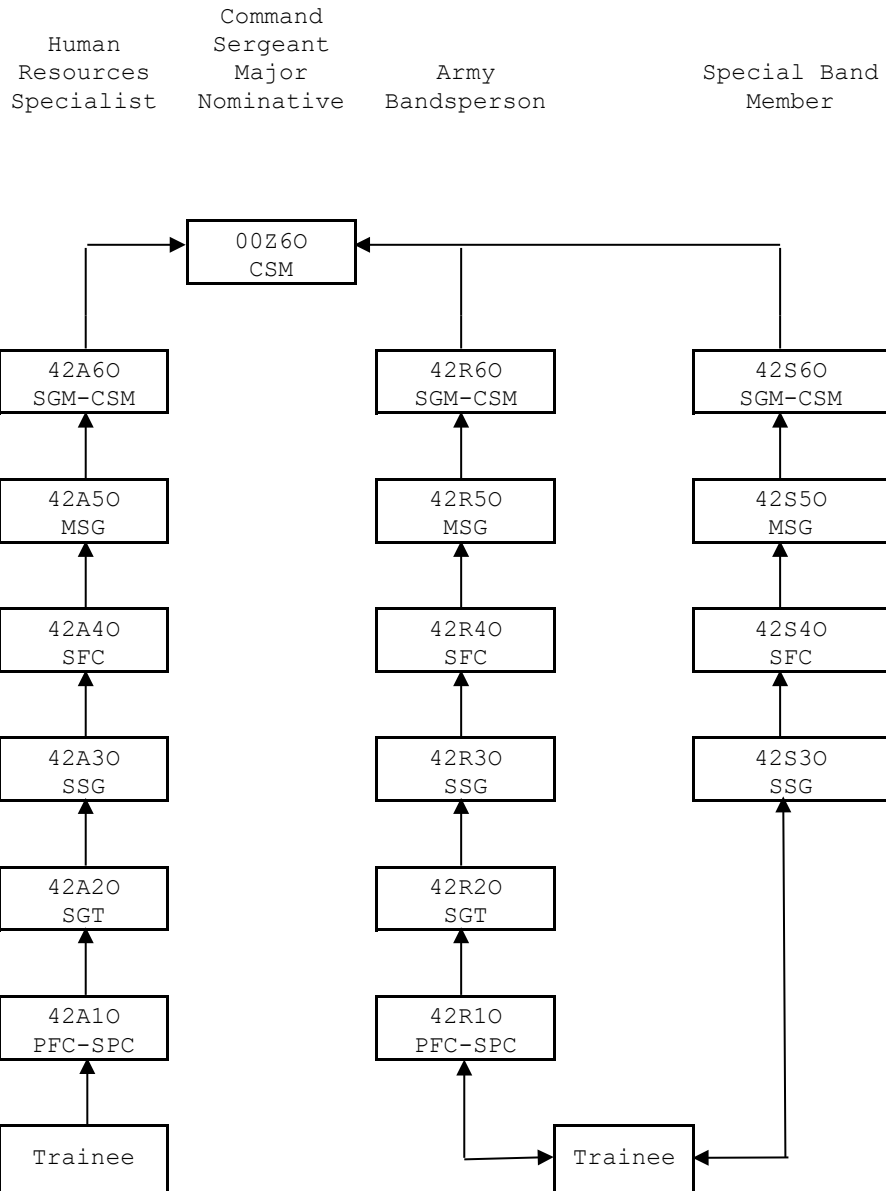 Human
Resources
Specialist
Command
Sergeant
Major
Nominative
Army
Bandsperson
Special Band
Member
00Z6O
CSM
42A6O
SGM-CSM
42R6O
SGM-CSM
42S6O
SGM-CSM
42A5O
MSG
42R5O
MSG
42S5O
MSG
42A4O
SFC
42R4O
SFC
42S4O
SFC
42A3O
SSG
42R3O
SSG
42S3O
SSG
42A2O
SGT
42R2O
SGT
42A1O
PFC-SPC
42R1O
PFC-SPC
Trainee
Trainee